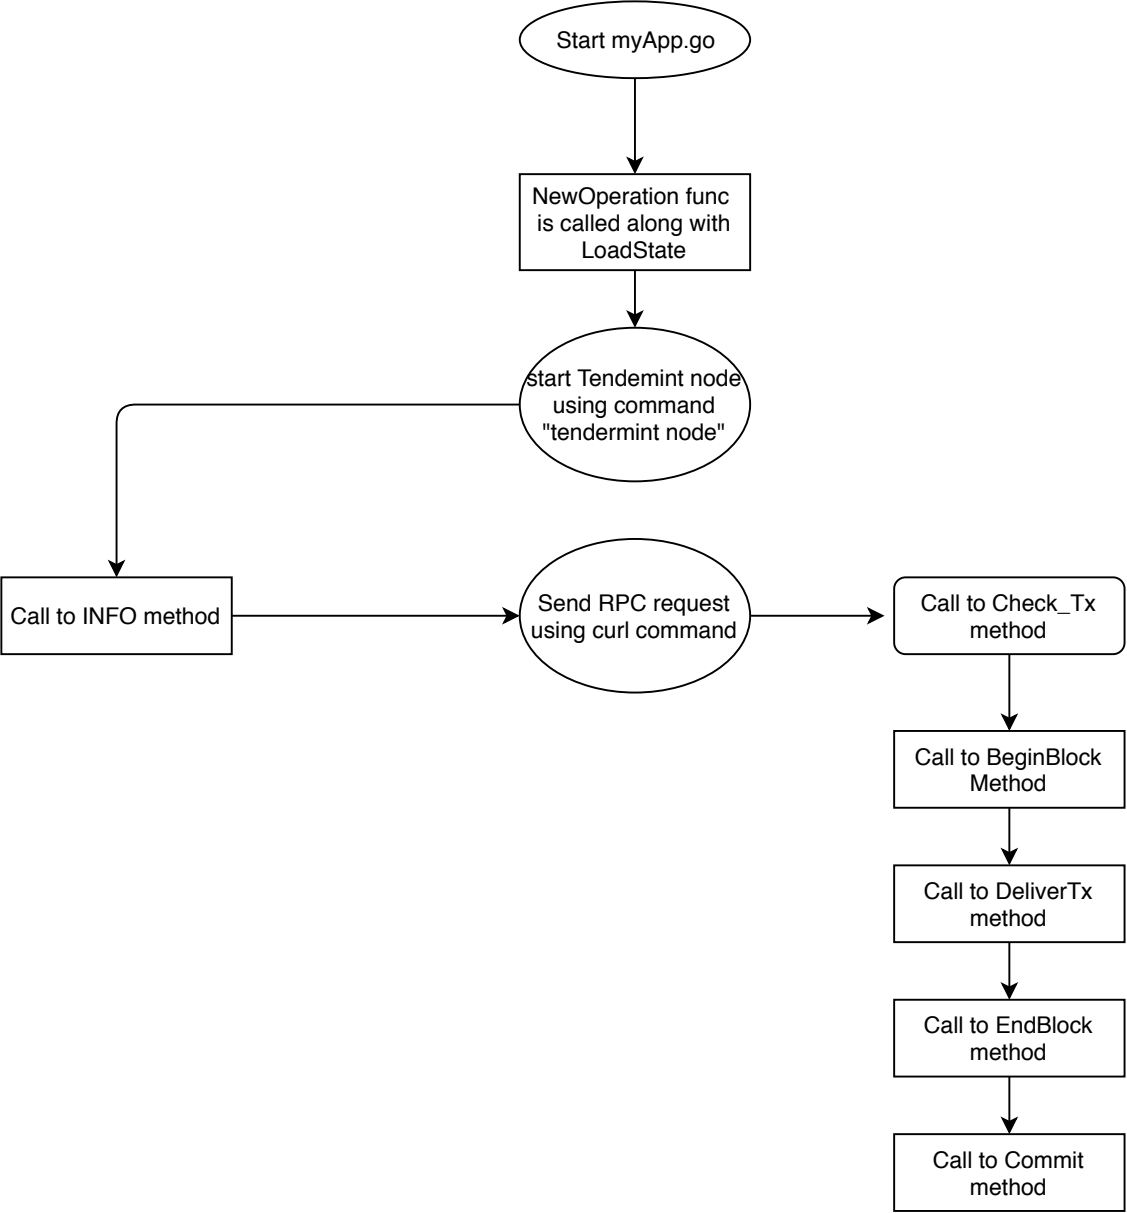 Start myApp.go
NewOperation func
is called along with
LoadState
start Tendemint node
using command
"tendermint node"
Call to INFO method
Send RPC request
using curl command
Call to Check_Tx
method
Call to BeginBlock
Method
Call to DeliverTx
method
Call to EndBlock
method
Call to Commit
method